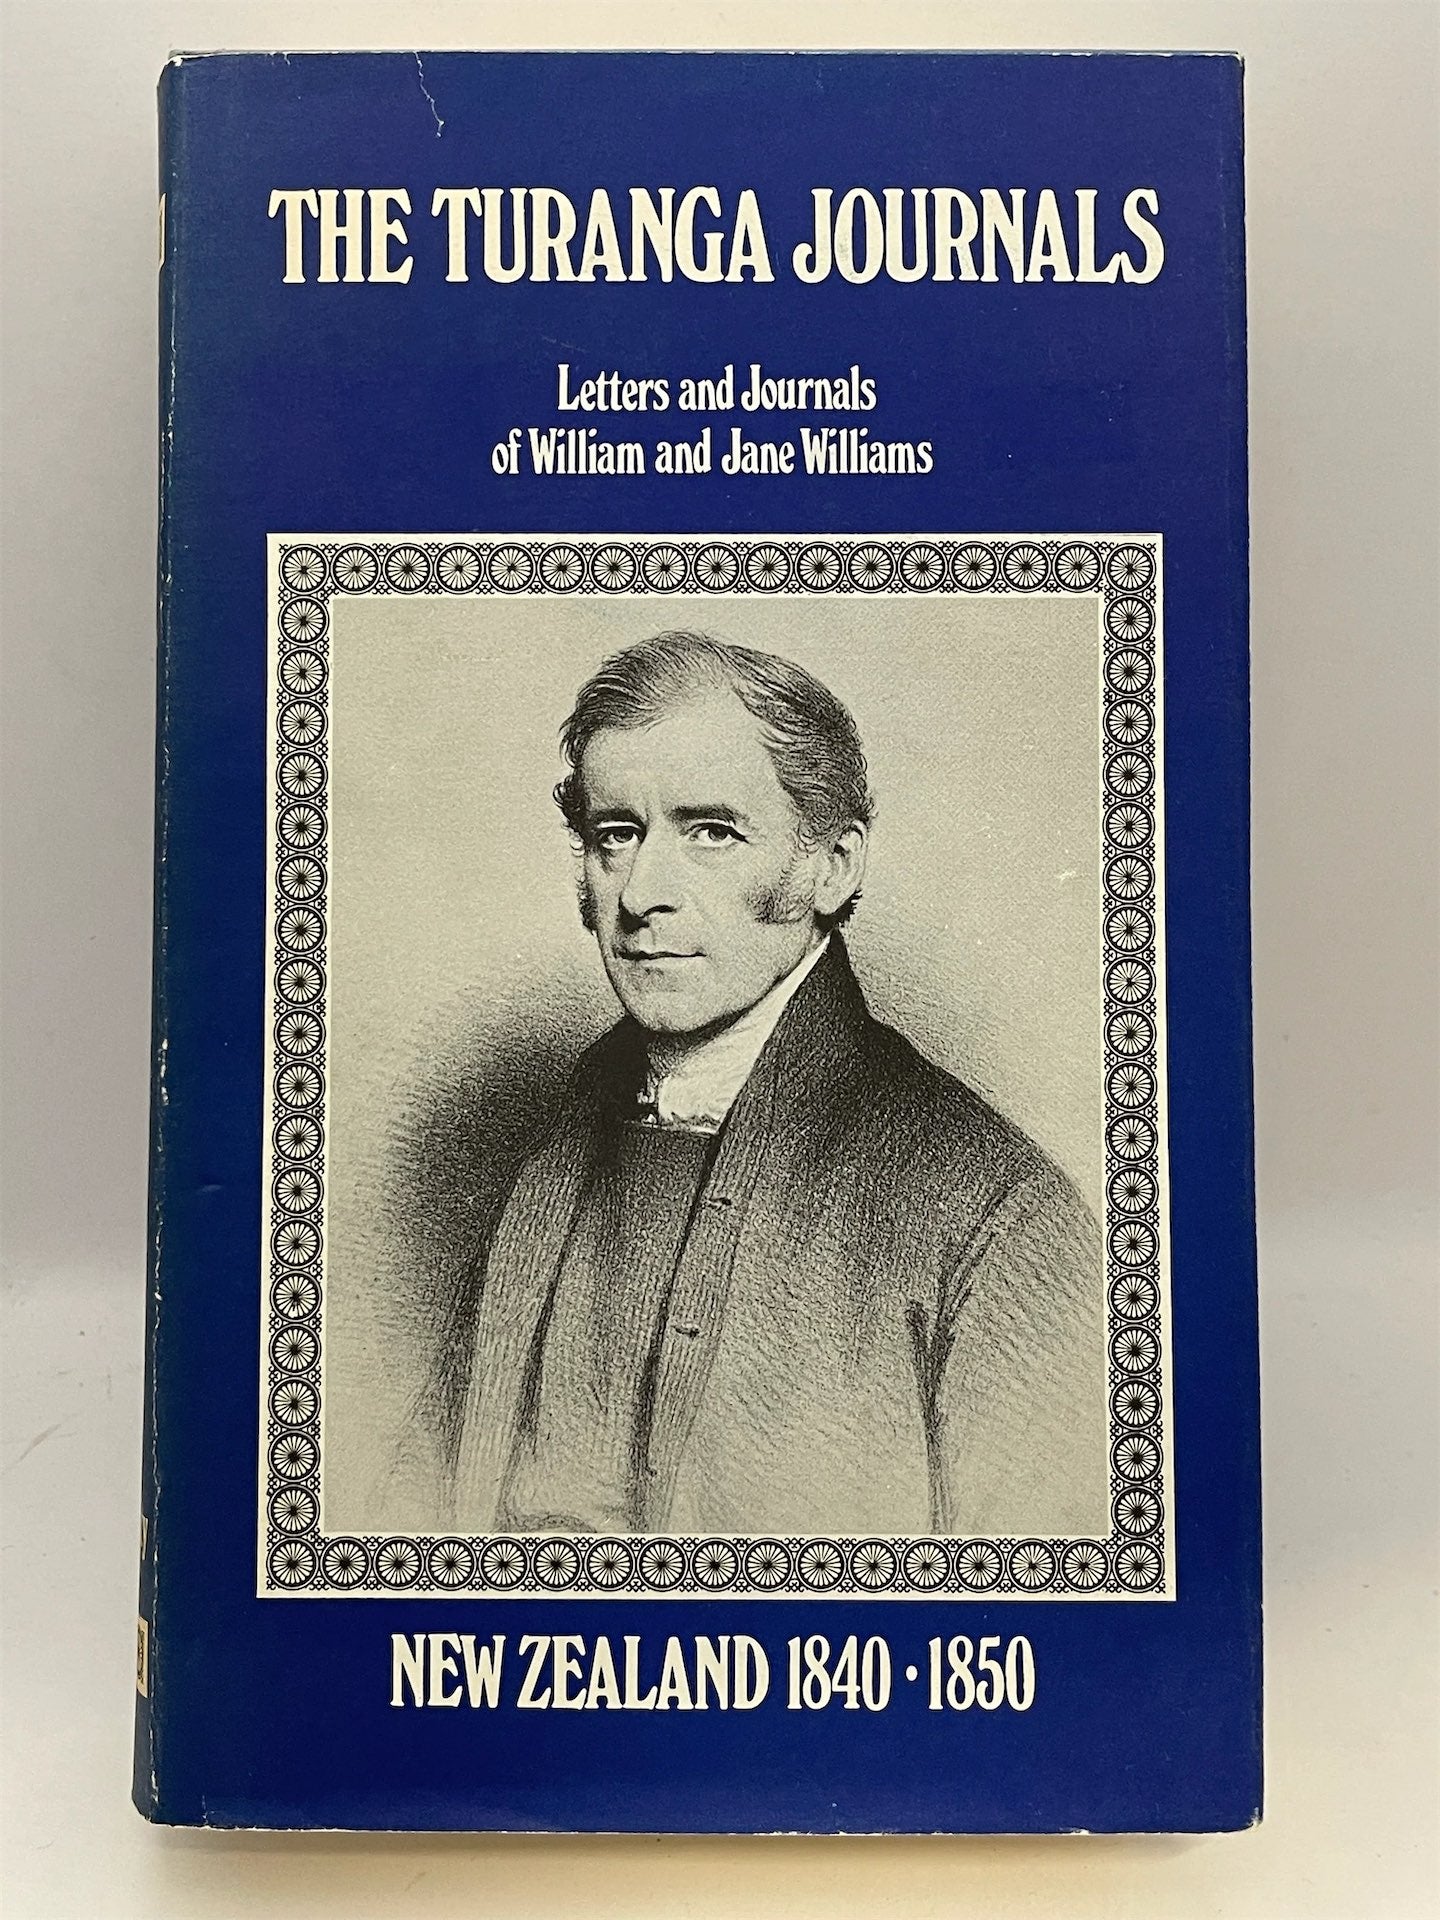 THE TURANGA JOURNALS
Letters and Journals
of William and Jane Williams
NEW ZEALAND 1840 · 1850